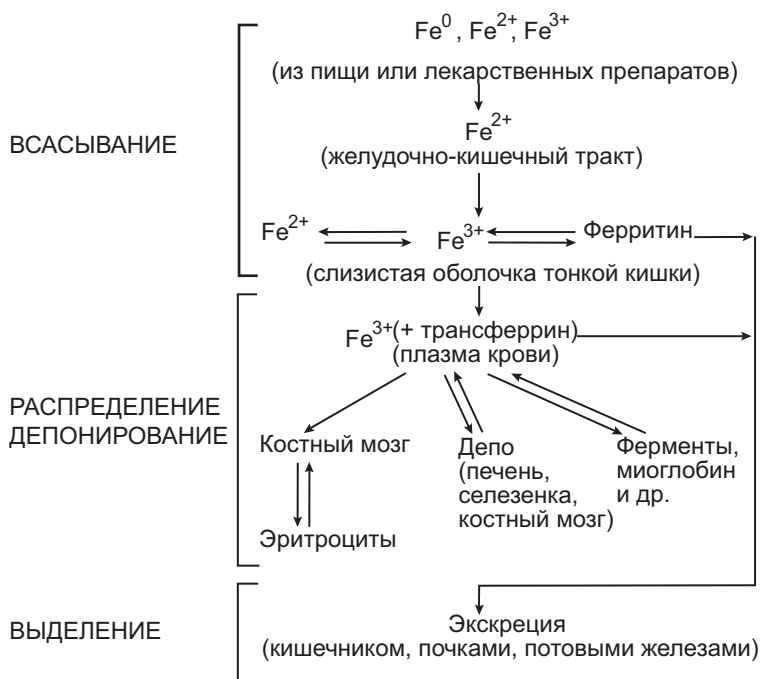 Fe⁰, Fe²⁺, Fe³⁺
(из пищи или лекарственных препаратов)
ВСАСЫВАНИЕ
Fe²⁺
(желудочно-кишечный тракт)
Fe²⁺ Fe³⁺ Ферритин
(слизистая оболочка тонкой кишки)
РАСПРЕДЕЛЕНИЕ
ДЕПОНИРОВАНИЕ
Fe³⁺(+ трансферрин)
(плазма крови)
Костный мозг
Эритроциты
Депо
(печень,
селезенка,
костный мозг)
Ферменты,
миоглобин
и др.
ВЫДЕЛЕНИЕ
Экскреция
(кишечником, почками, потовыми железами)